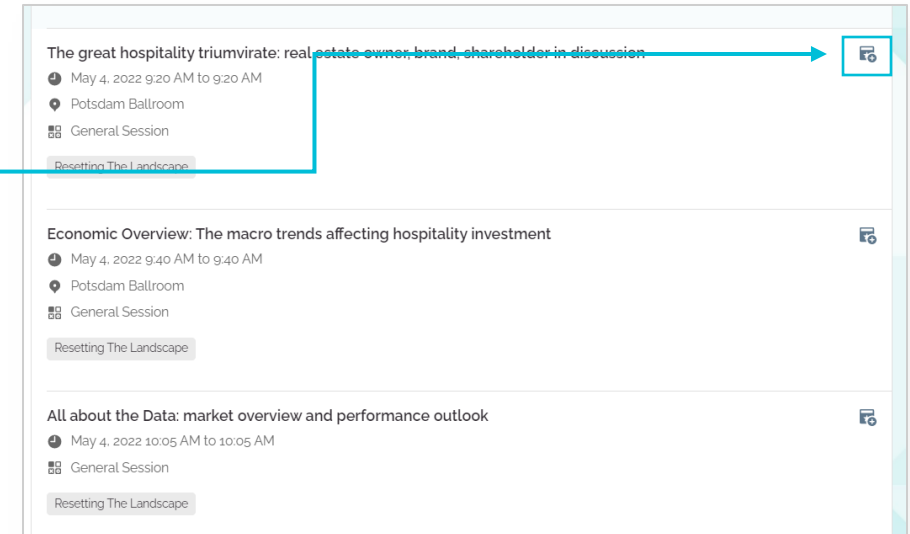 The great hospitality triumvirate: real estate owner, brand, shareholder in discussion
May 4, 2022 9:20 AM to 9:20 AM
Potsdam Ballroom
General Session
Resetting The Landscape
Economic Overview: The macro trends affecting hospitality investment
May 4, 2022 9:40 AM to 9:40 AM
Potsdam Ballroom
General Session
Resetting The Landscape
All about the Data: market overview and performance outlook
May 4, 2022 10:05 AM to 10:05 AM
General Session
Resetting The Landscape